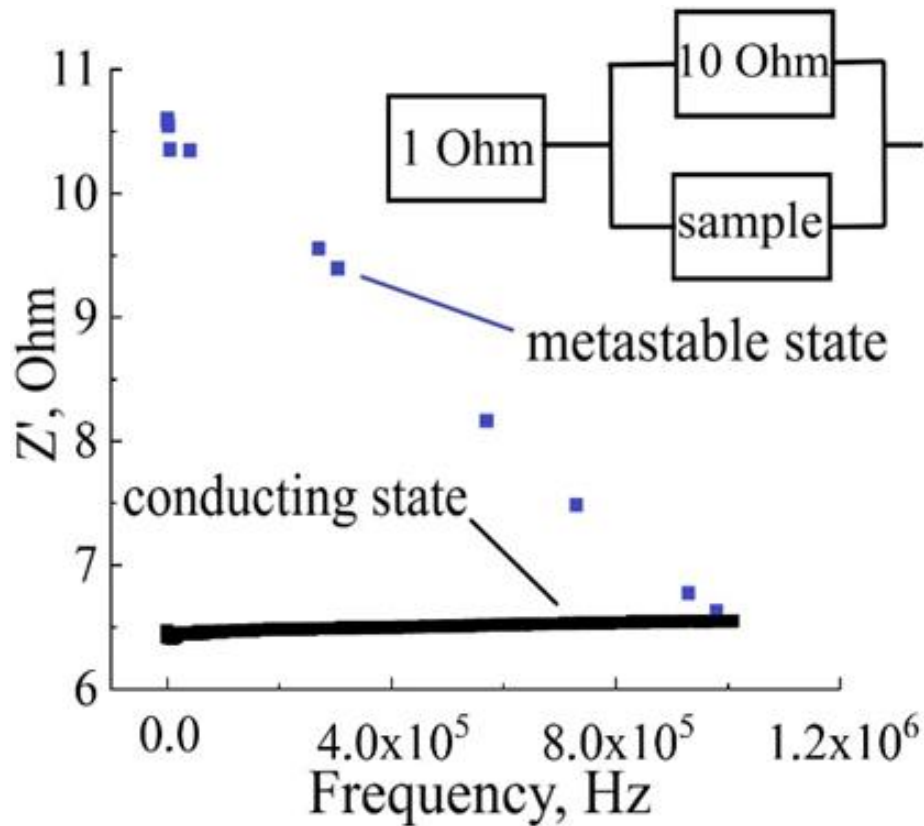 11
10
9
8
7
6
Z', Ohm
1 Ohm
10 Ohm
sample
metastable state
conducting state
0.0 4.0x10⁵ 8.0x10⁵ 1.2x10⁶
Frequency, Hz